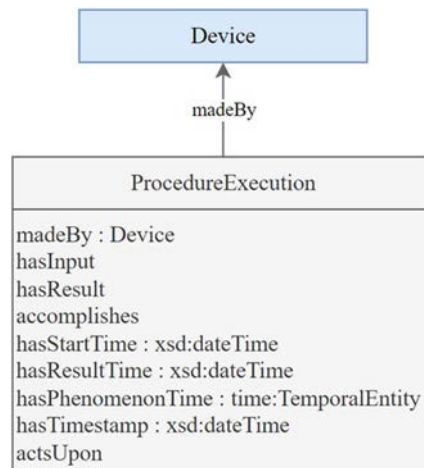 Device
madeBy
ProcedureExecution
madeBy : Device
hasInput
hasResult
accomplishes
hasStartTime : xsd:dateTime
hasResultTime : xsd:dateTime
hasPhenomenonTime : time:TemporalEntity
hasTimestamp : xsd:dateTime
actsUpon